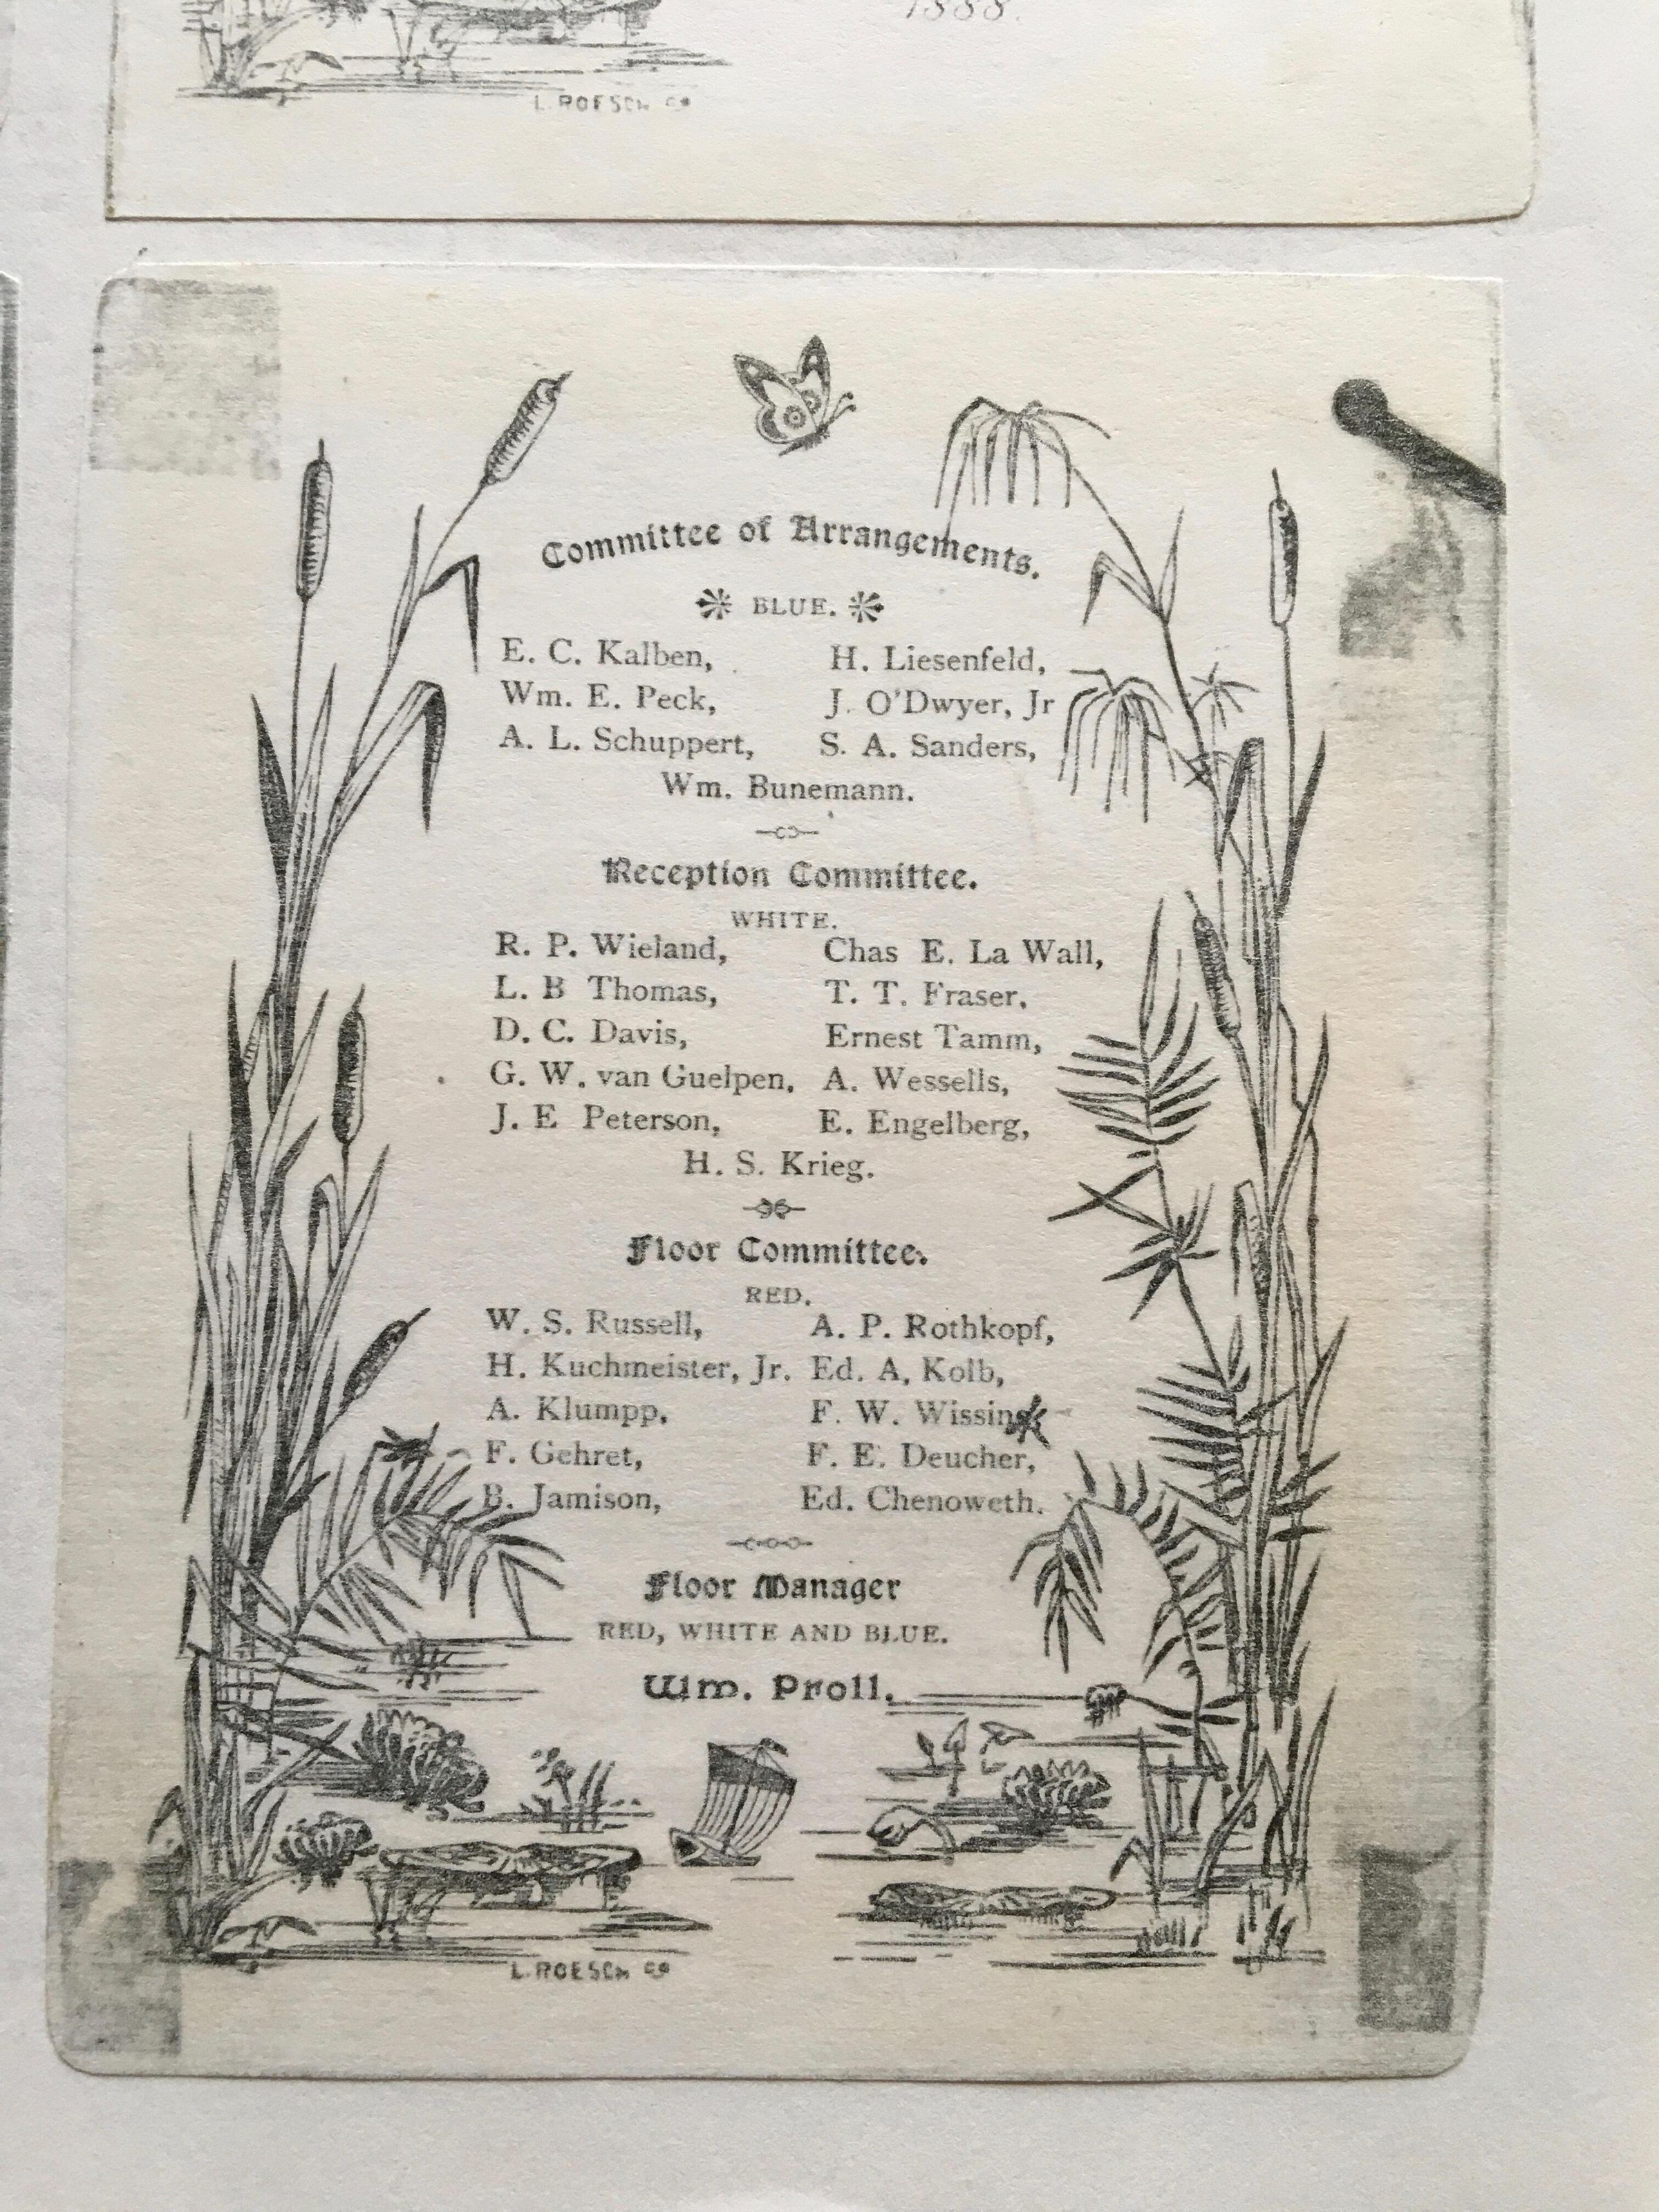 1888.
L. ROESCH Co
Committee of Arrangements.
BLUE.
E. C. Kalben, H. Liesenfeld,
Wm. E. Peck, J. O'Dwyer, Jr
A. L. Schuppert, S. A. Sanders,
Wm. Bunemann.
Reception Committee.
WHITE.
R. P. Wieland, Chas E. La Wall,
L. B Thomas, T. T. Fraser,
D. C. Davis, Ernest Tamm,
G. W. van Guelpen, A. Wessells,
J. E Peterson, E. Engelberg,
H. S. Krieg.
Floor Committee.
RED.
W. S. Russell, A. P. Rothkopf,
H. Kuchmeister, Jr. Ed. A, Kolb,
A. Klumpp, F. W.
F. Gehret, F. E. Deucher,
B. Jamison, Ed. Chenoweth.
Floor Manager
RED, WHITE AND BLUE.
Wm. Proll.
L. ROESCH Co